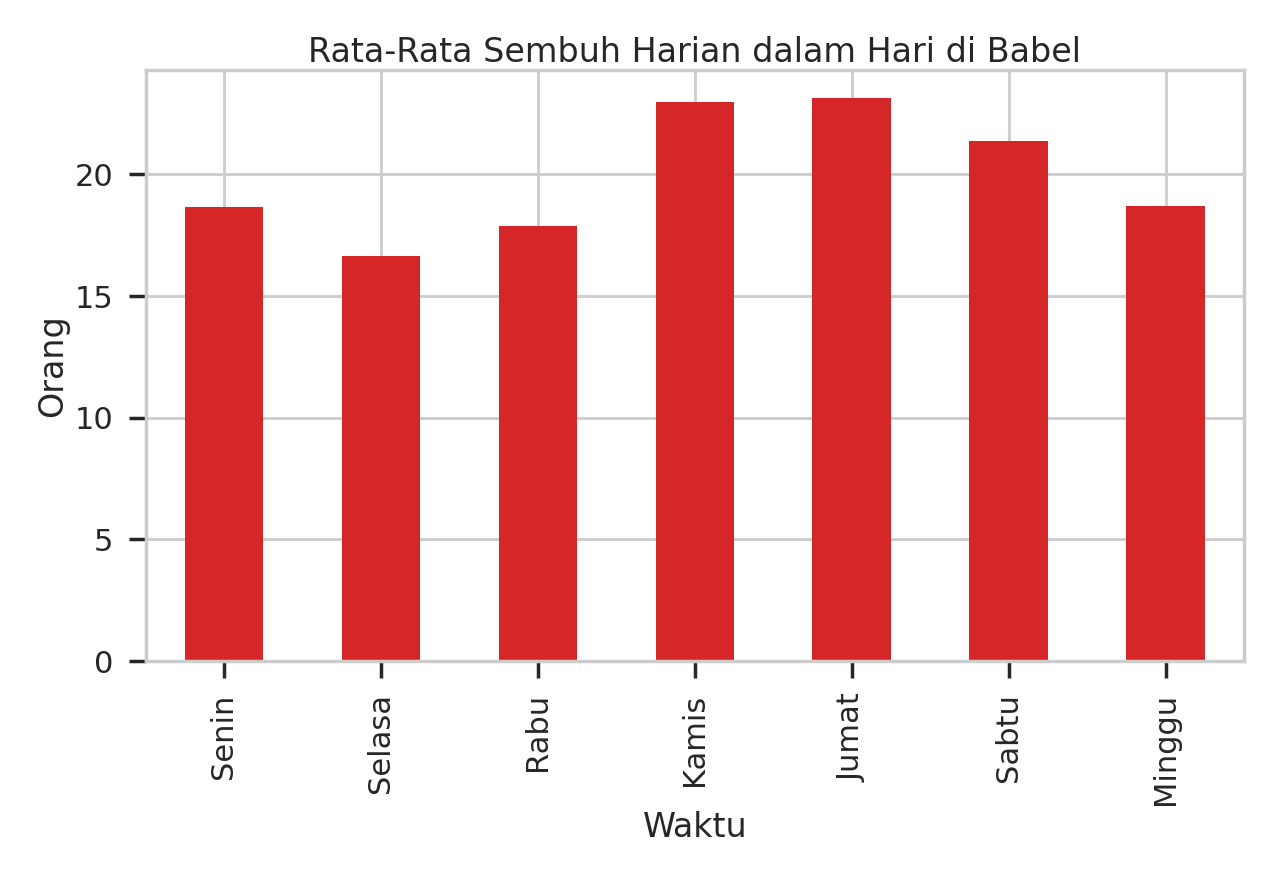 Rata-Rata Sembuh Harian dalam Hari di Babel
Orang
20
15
10
5
0
Senin
Selasa
Rabu
Kamis
Jumat
Sabtu
Minggu
Waktu